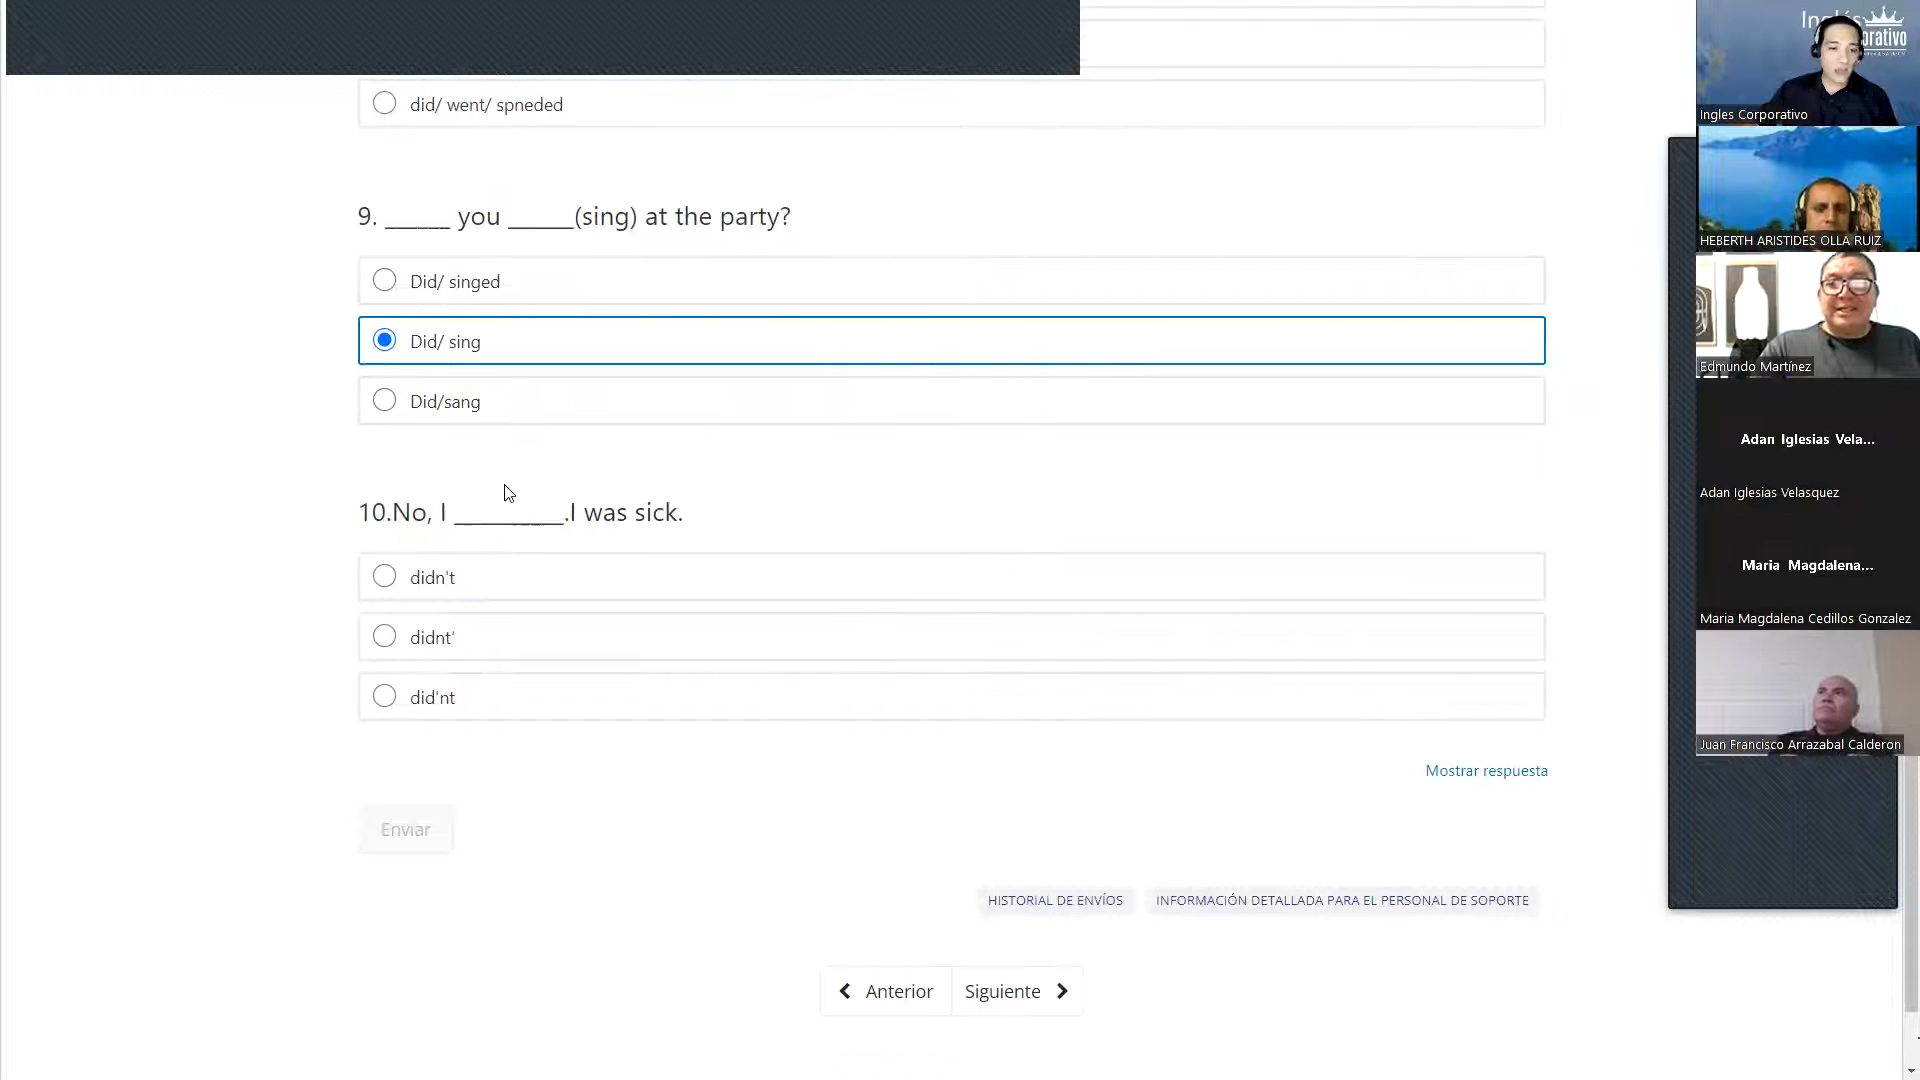 did/ went/ spneded
9. ______ you ______(sing) at the party?
Did/ singed
Did/ sing
Did/sang
10.No, I __________.I was sick.
didn't
didnt'
did'nt
Mostrar respuesta
Enviar
HISTORIAL DE ENVÍOS
INFORMACIÓN DETALLADA PARA EL PERSONAL DE SOPORTE
Anterior
Siguiente
Ingles Corporativo
HEBERTH ARISTIDES OLLA RUIZ
Edmundo Martínez
Adan Iglesias Vela...
Adan Iglesias Velasquez
Maria Magdalena...
Maria Magdalena Cedillos Gonzalez
Juan Francisco Arrazabal Calderon